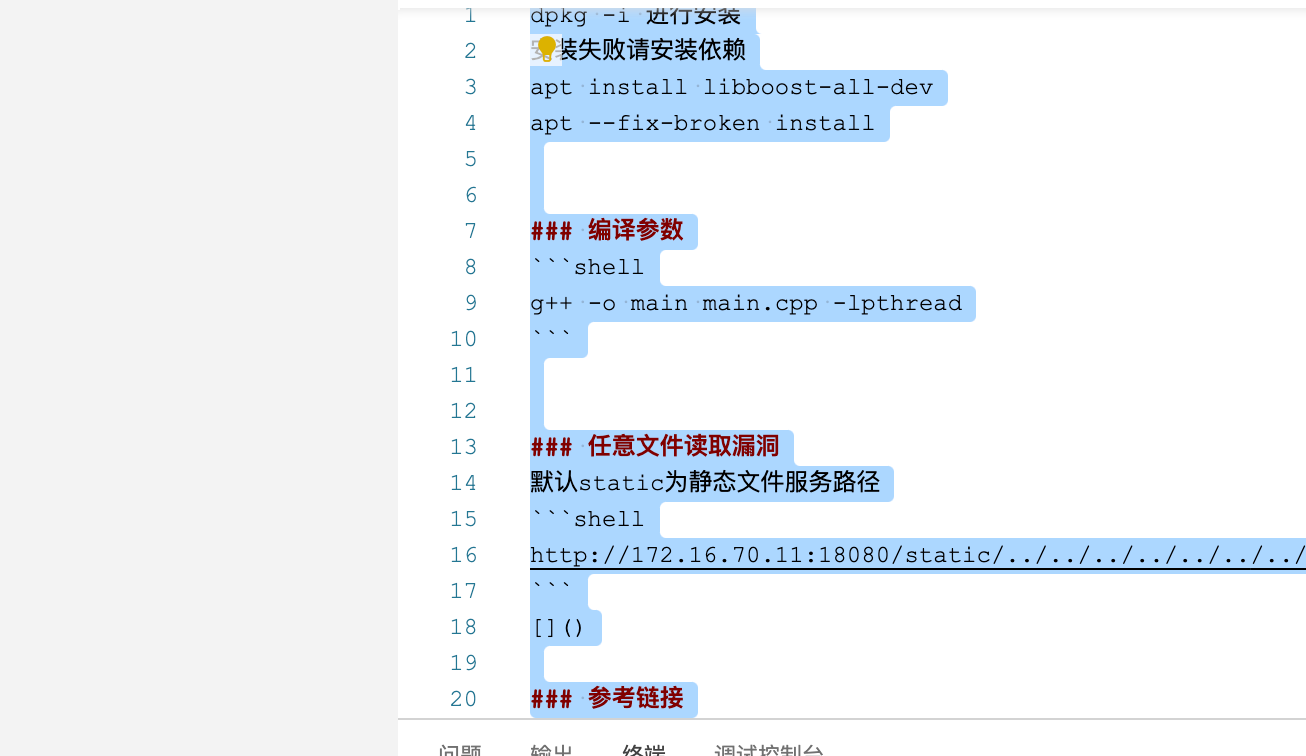 1 dpkg -i 进行安装
2 安装失败请安装依赖
3 apt install libboost-all-dev
4 apt --fix-broken install
5
6
7 ### 编译参数
8 ```shell
9 g++ -o main main.cpp -lpthread
10 ```
11
12
13 ### 任意文件读取漏洞
14 默认static为静态文件服务路径
15 ```shell
16 http://172.16.70.11:18080/static/../../../../../../../
17 ```
18 []()
19
20 ### 参考链接
问题 输出 终端 调试控制台